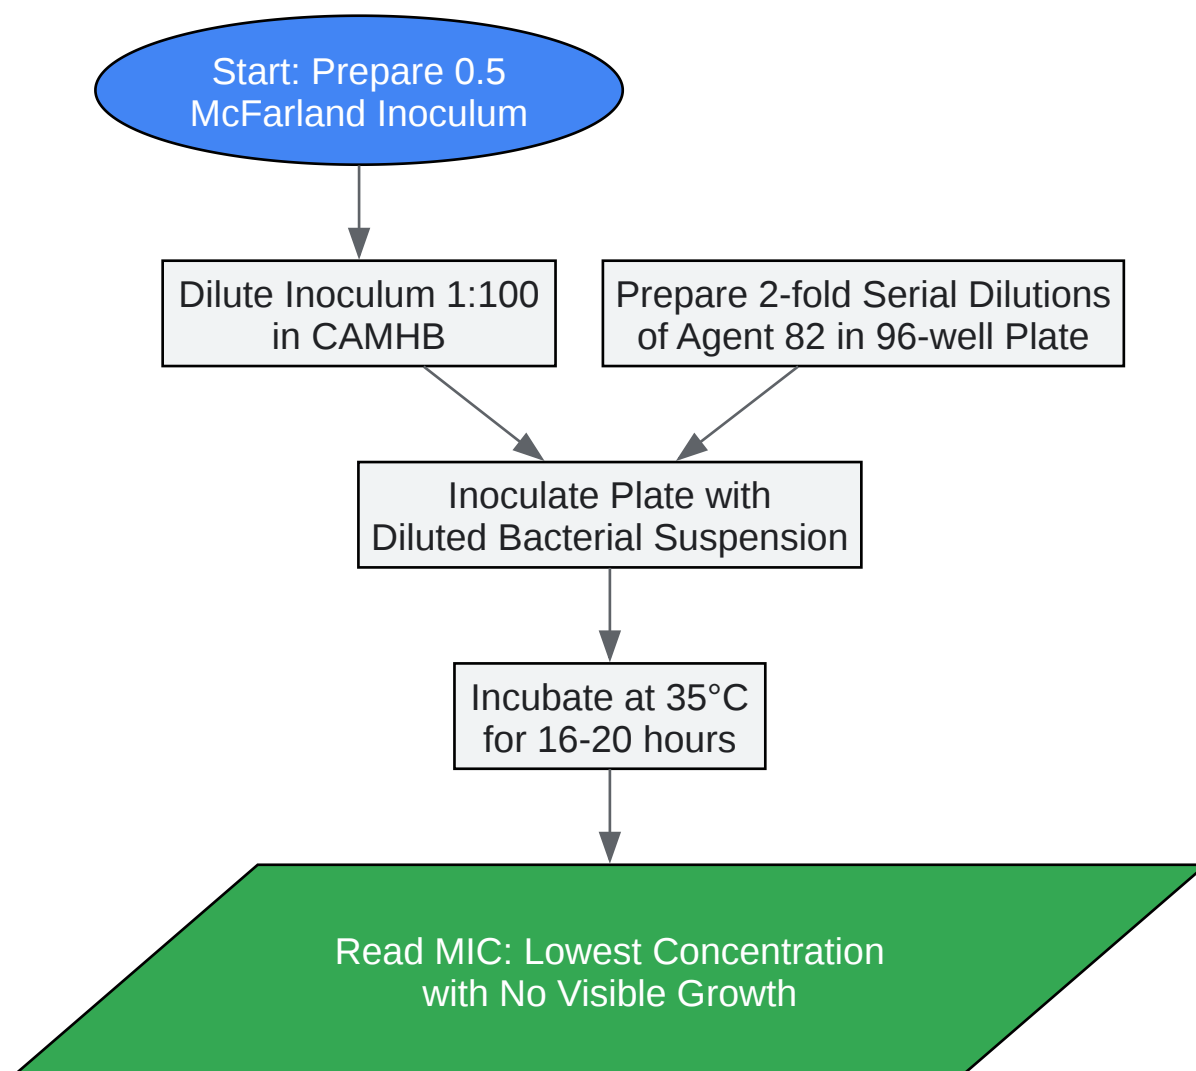 Start: Prepare 0.5
McFarland Inoculum
Dilute Inoculum 1:100
in CAMHB
Prepare 2-fold Serial Dilutions
of Agent 82 in 96-well Plate
Inoculate Plate with
Diluted Bacterial Suspension
Incubate at 35°C
for 16-20 hours
Read MIC: Lowest Concentration
with No Visible Growth